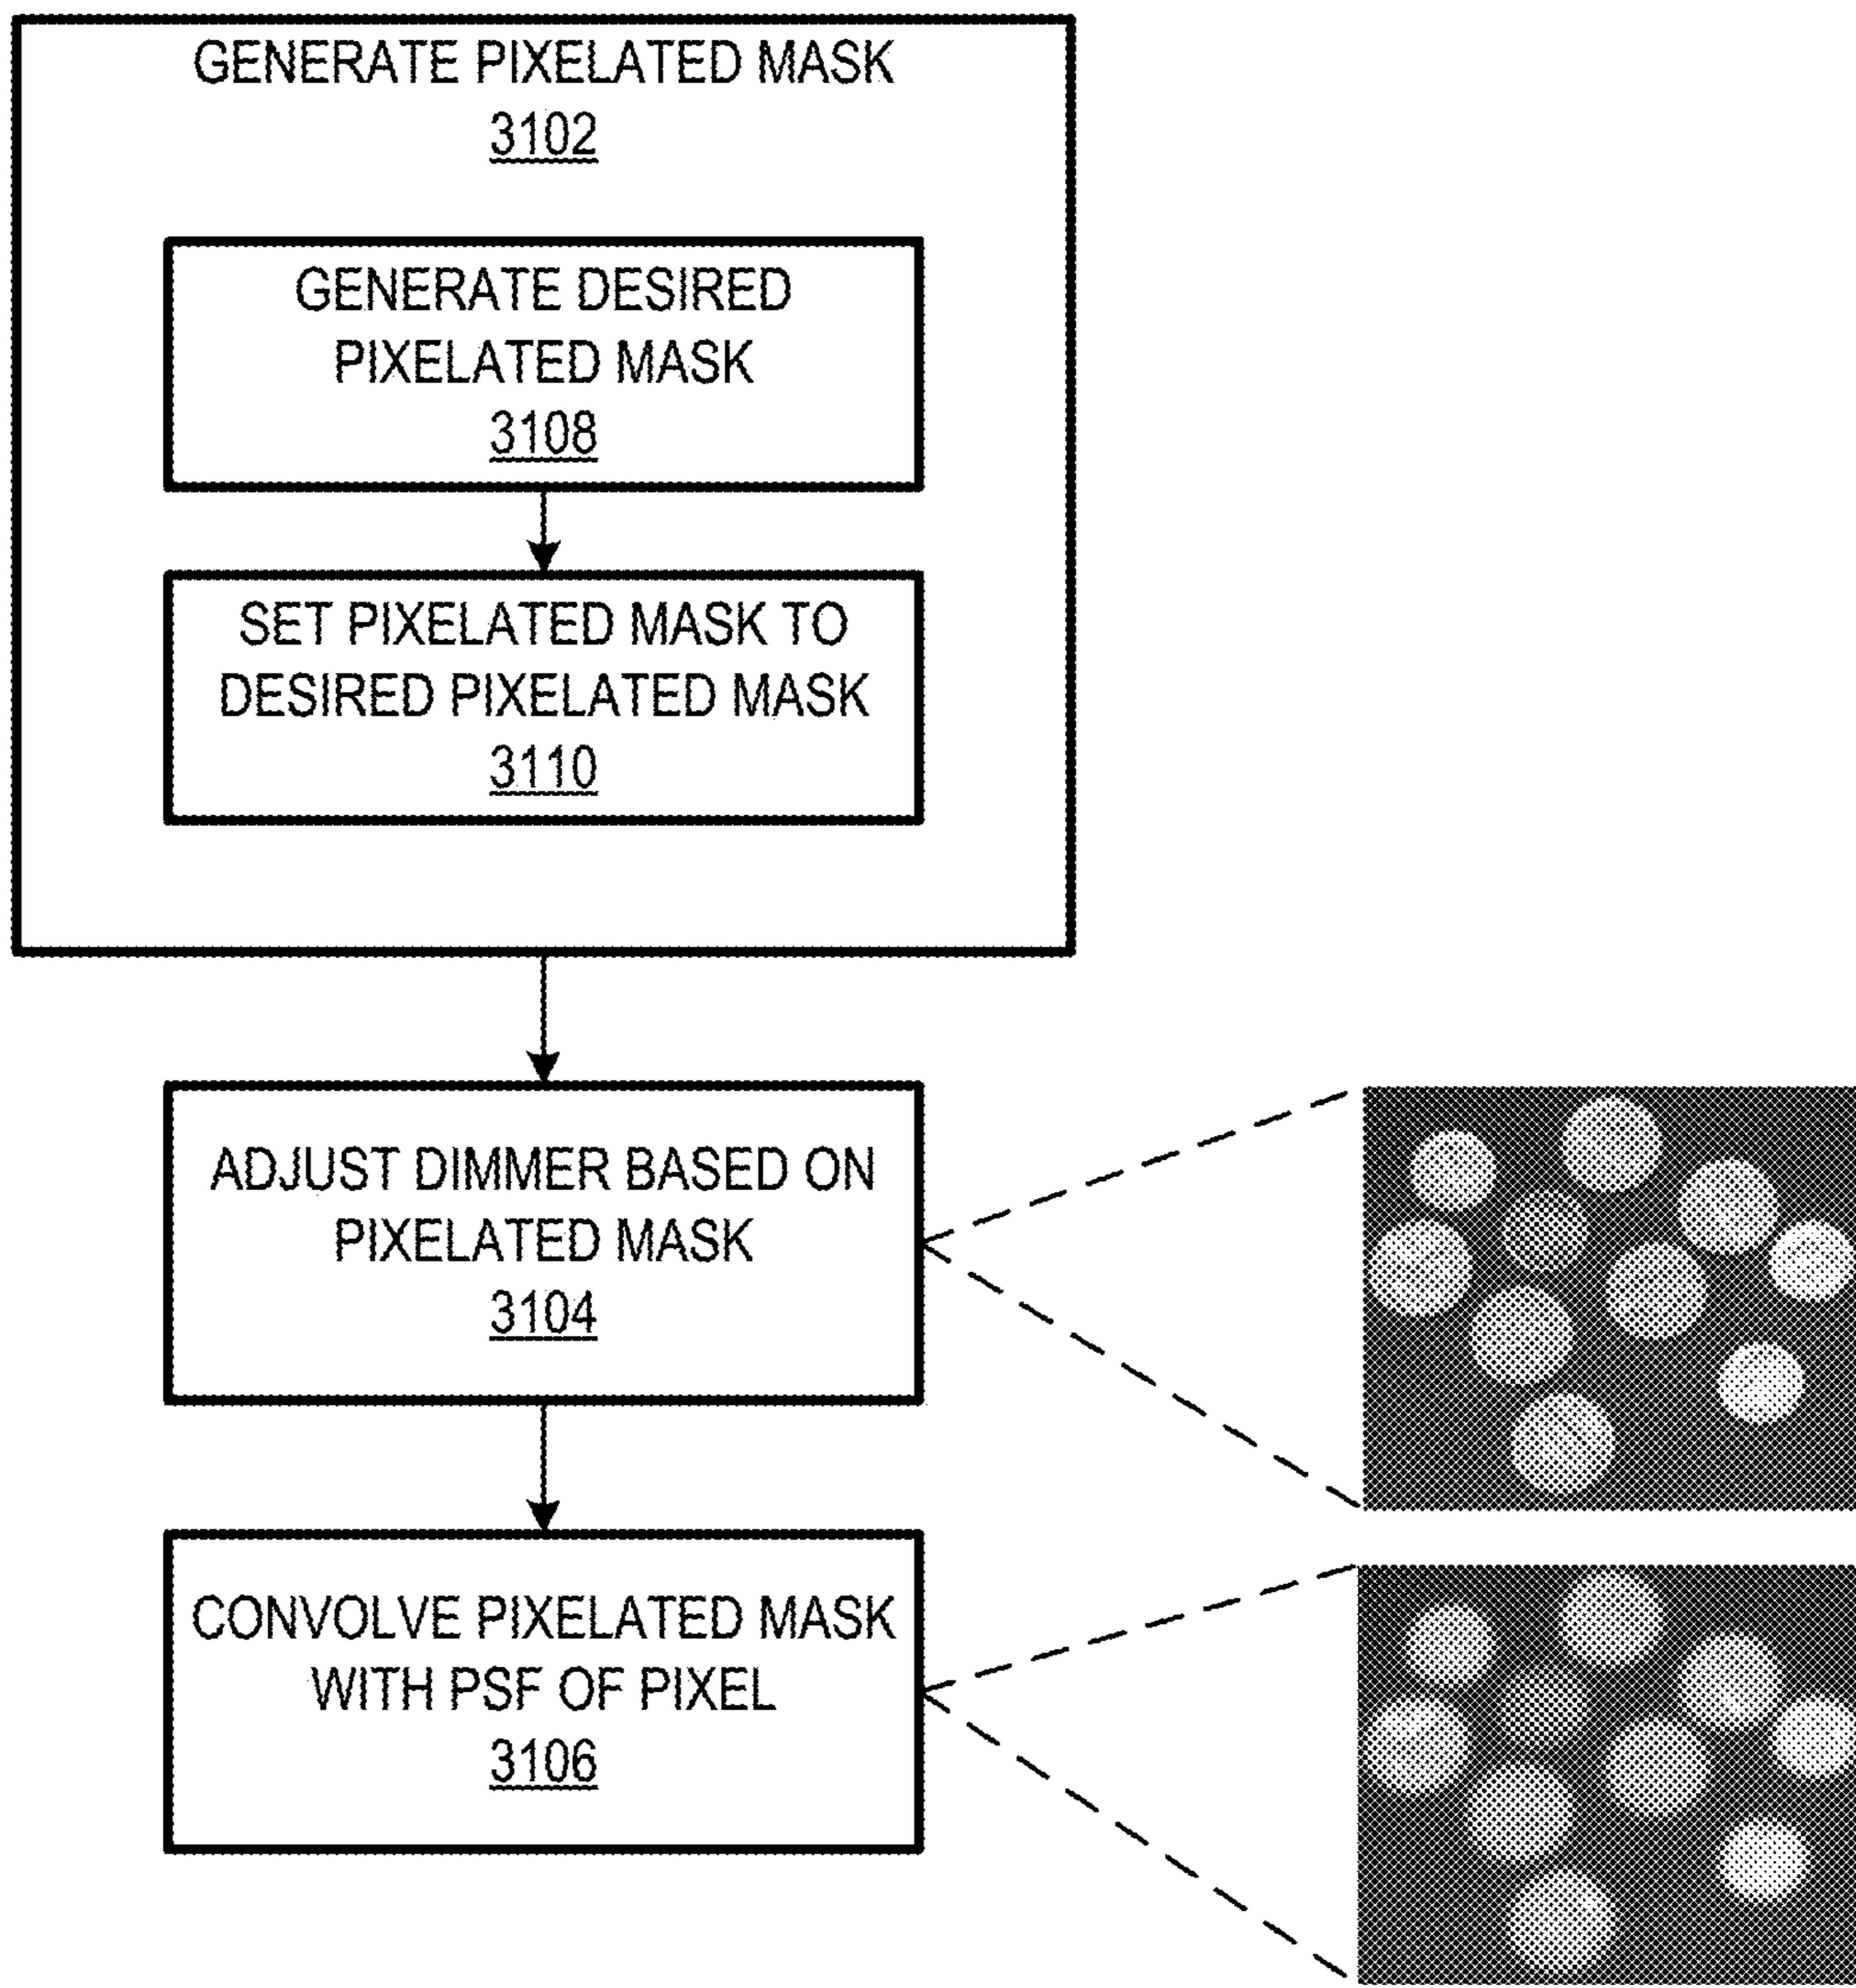 GENERATE PIXELATED MASK
3102
GENERATE DESIRED
PIXELATED MASK
3108
SET PIXELATED MASK TO
DESIRED PIXELATED MASK
3110
ADJUST DIMMER BASED ON
PIXELATED MASK
3104
CONVOLVE PIXELATED MASK
WITH PSF OF PIXEL
3106